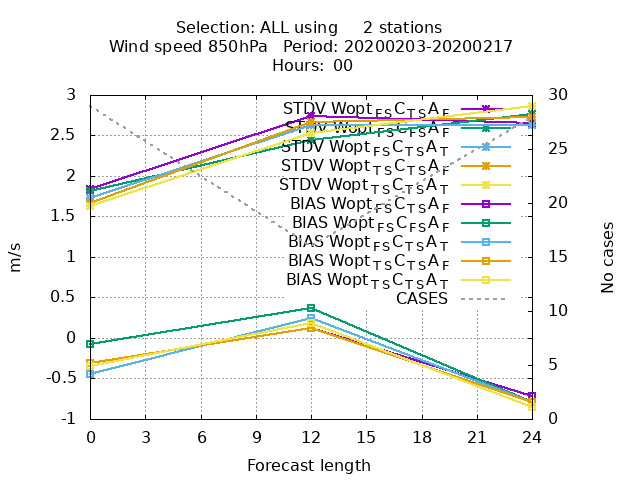 Selection: ALL using 2 stations
Wind speed 850hPa Period: 20200203-20200217
Hours: 00
3 30
STDV Wopt FS C TS A F
STDV Wopt FS C FS A F
2.5 25
STDV Wopt FS C TS A T
STDV Wopt TS C TS A F
2
STDV Wopt TS C TS A T
BIAS Wopt FS C TS A F
20
1.5
BIAS Wopt FS C FS A F
BIAS Wopt FS C TS A T
1 15
BIAS Wopt TS C TS A F
BIAS Wopt TS C TS A T
0.5
CASES
10
0
-0.5 5
-1 0
m/s
No cases
0 3 6 9 12 15 18 21 24
Forecast length